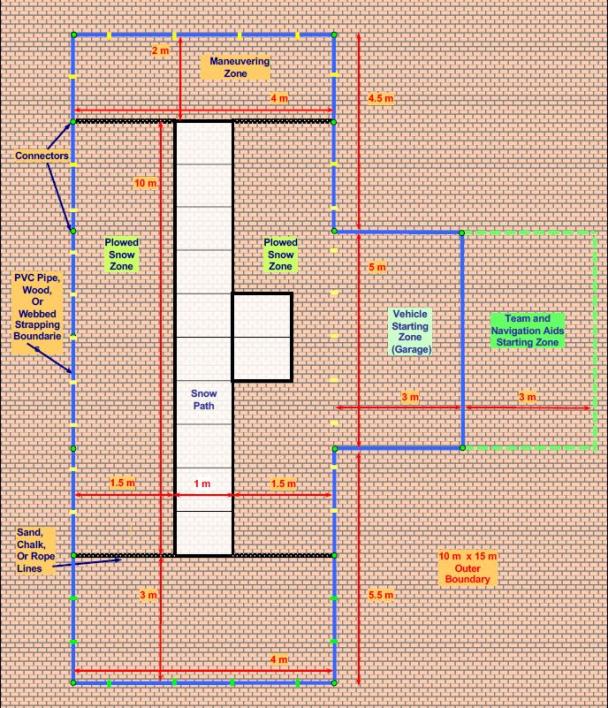 2 m
Maneuvering
Zone
4 m
4.5 m
Connectors
10 m
Plowed
Snow
Zone
Plowed
Snow
Zone
5 m
PVC Pipe,
Wood,
Or
Webbed
Strapping
Boundarie
s
Vehicle
Starting
Zone
(Garage)
Team and
Navigation Aids
Starting Zone
Snow
Path
3 m
3 m
1.5 m
1 m
1.5 m
Sand,
Chalk,
Or Rope
Lines
10 m x 15 m
Outer
Boundary
3 m
5.5 m
4 m